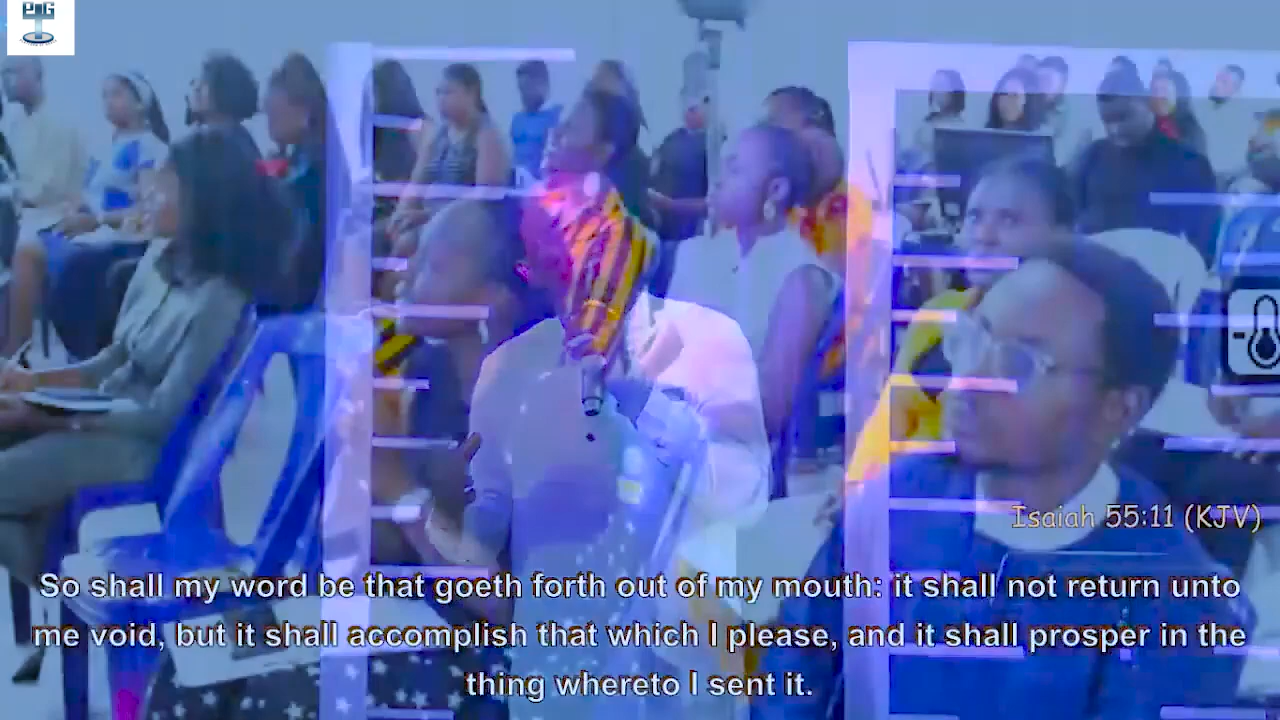 Isaiah 55:11 (KJV)
So shall my word be that goeth forth out of my mouth: it shall not return unto
me void, but it shall accomplish that which I please, and it shall prosper in the
thing whereto I sent it.